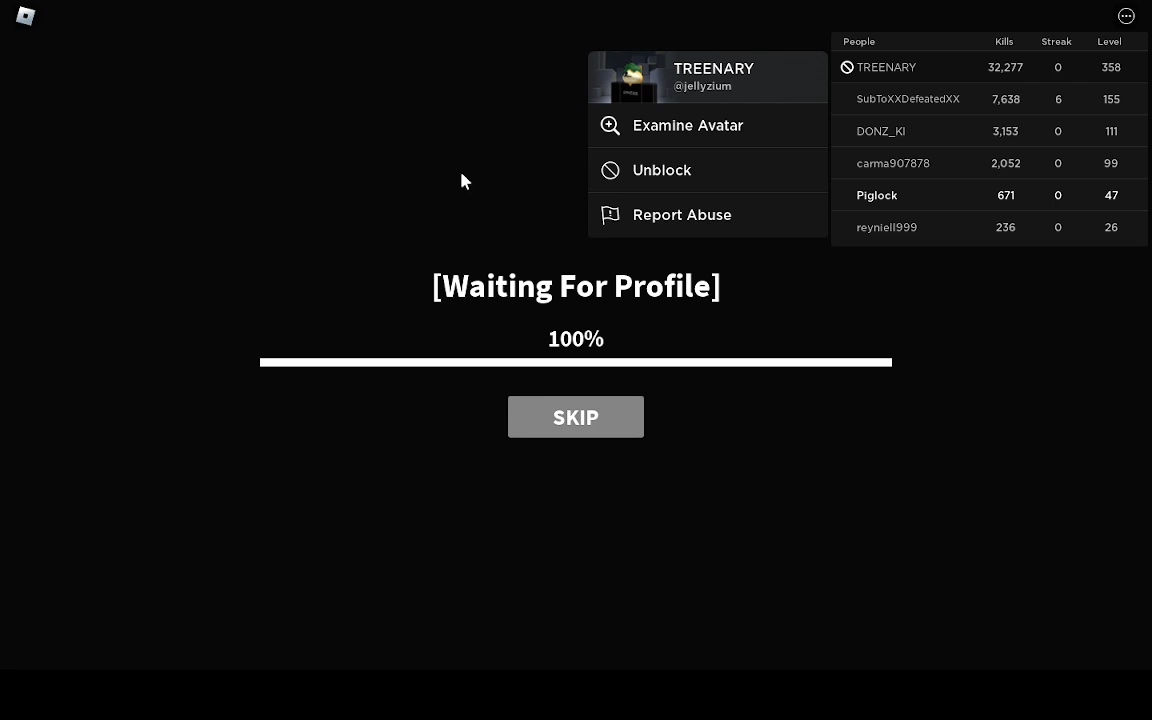 People Kills Streak Level
TREENARY 32,277 0 358
SubToXXDefeatedXX 7,638 6 155
DONZ_KI 3,153 0 111
carma907878 2,052 0 99
Piglock 671 0 47
reyniell999 236 0 26
TREENARY
@jellyzium
Examine Avatar
Unblock
Report Abuse
[Waiting For Profile]
100%
SKIP